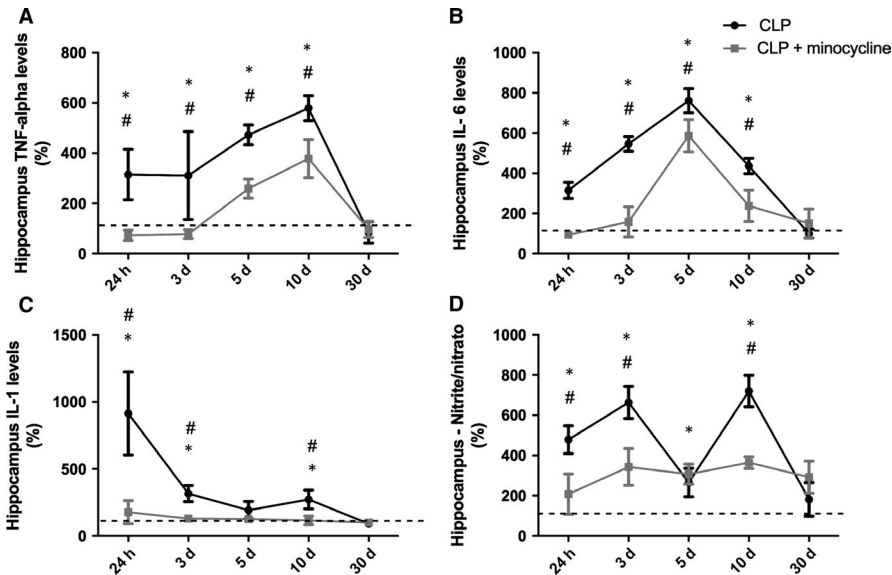 A
Hippocampus TNF-alpha levels
(%)
800
600
400
200
0
* * * *
# # # #
24 h 3 d 5 d 10 d 30 d
B
CLP
CLP + minocycline
Hippocampus IL- 6 levels
(%)
1000
800
600
400
200
0
* * * *
# # # #
24 h 3 d 5 d 10 d 30 d
C
Hippocampus IL-1 levels
(%)
1500
1000
500
0
# # #
* * *
24 h 3 d 5 d 10 d 30 d
D
Hippocampus - Nitrite/nitrato
(%)
1000
800
600
400
200
0
* * * *
# # #
24 h 3 d 5 d 10 d 30 d